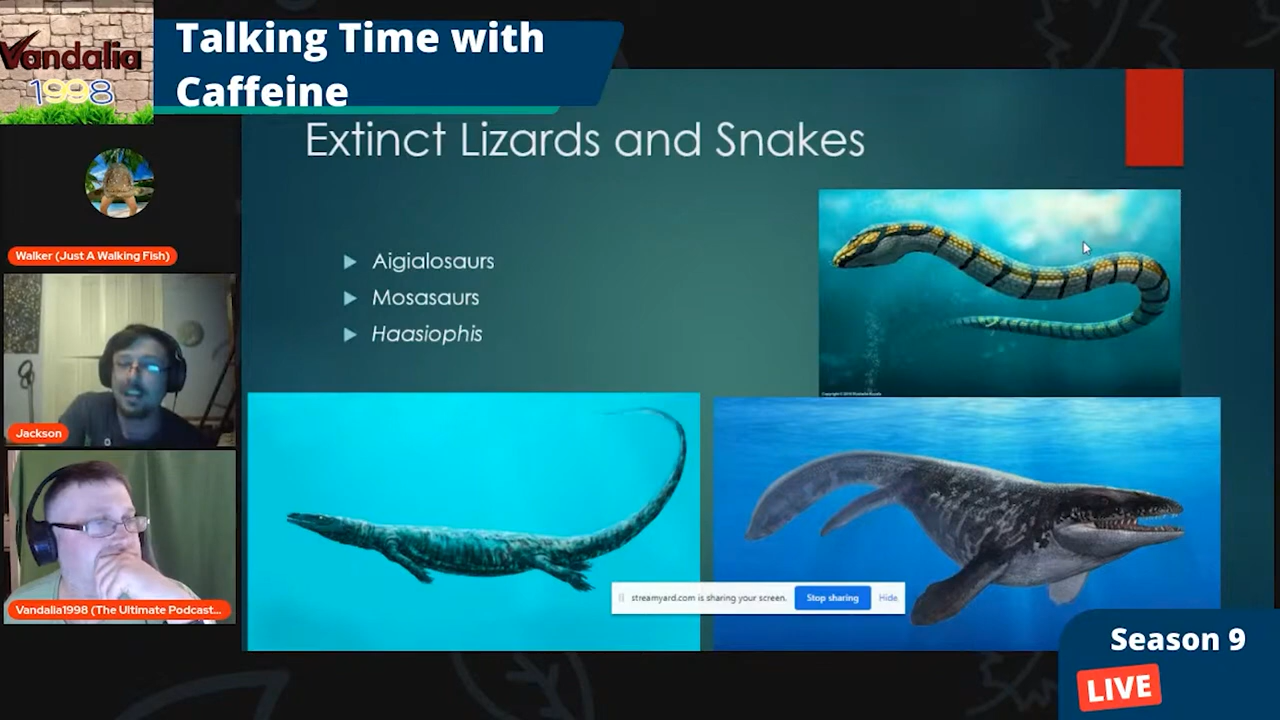 Vandalia
1998
Talking Time with
Caffeine
Extinct Lizards and Snakes
Walker (Just A Walking Fish)
Aigialosaurs
Mosasaurs
Haasiophis
Jackson
Vandalia1998 (The Ultimate Podcast...
streamyard.com is sharing your screen.
Stop sharing
Hide
Season 9
LIVE